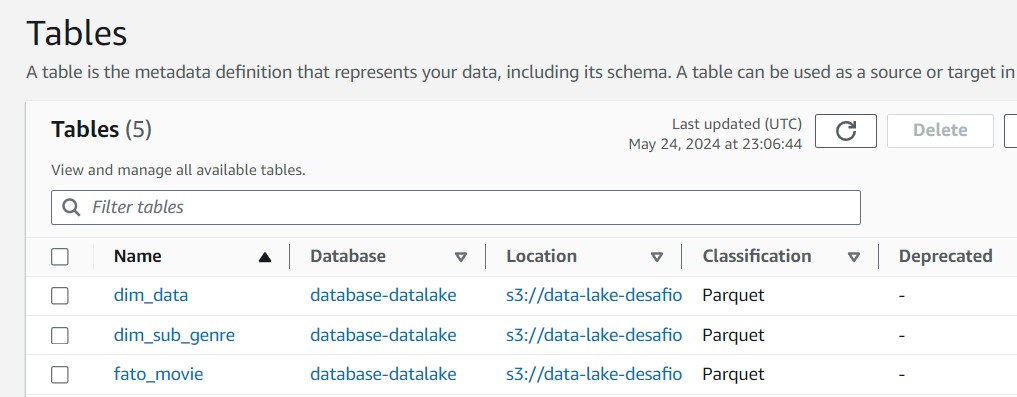 Tables
A table is the metadata definition that represents your data, including its schema. A table can be used as a source or target in
Tables (5)
Last updated (UTC)
May 24, 2024 at 23:06:44
Delete
View and manage all available tables.
Filter tables
Name Database Location Classification Deprecated
dim_data database-datalake s3://data-lake-desafio Parquet -
dim_sub_genre database-datalake s3://data-lake-desafio Parquet -
fato_movie database-datalake s3://data-lake-desafio Parquet -